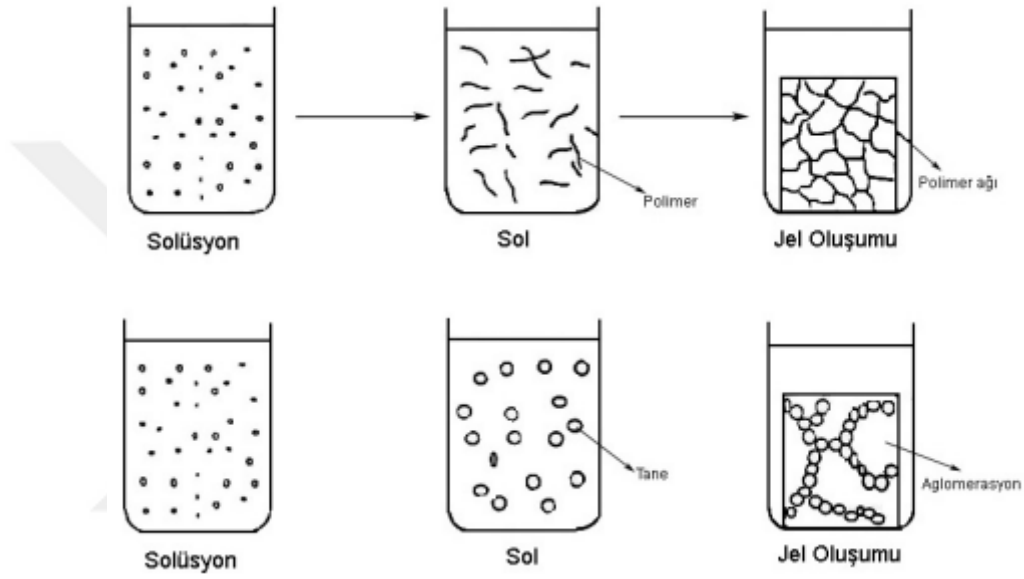 Polimer
Polimer ağı
Solüsyon
Sol
Jel Oluşumu
Tane
Aglomerasyon
Solüsyon
Sol
Jel Oluşumu